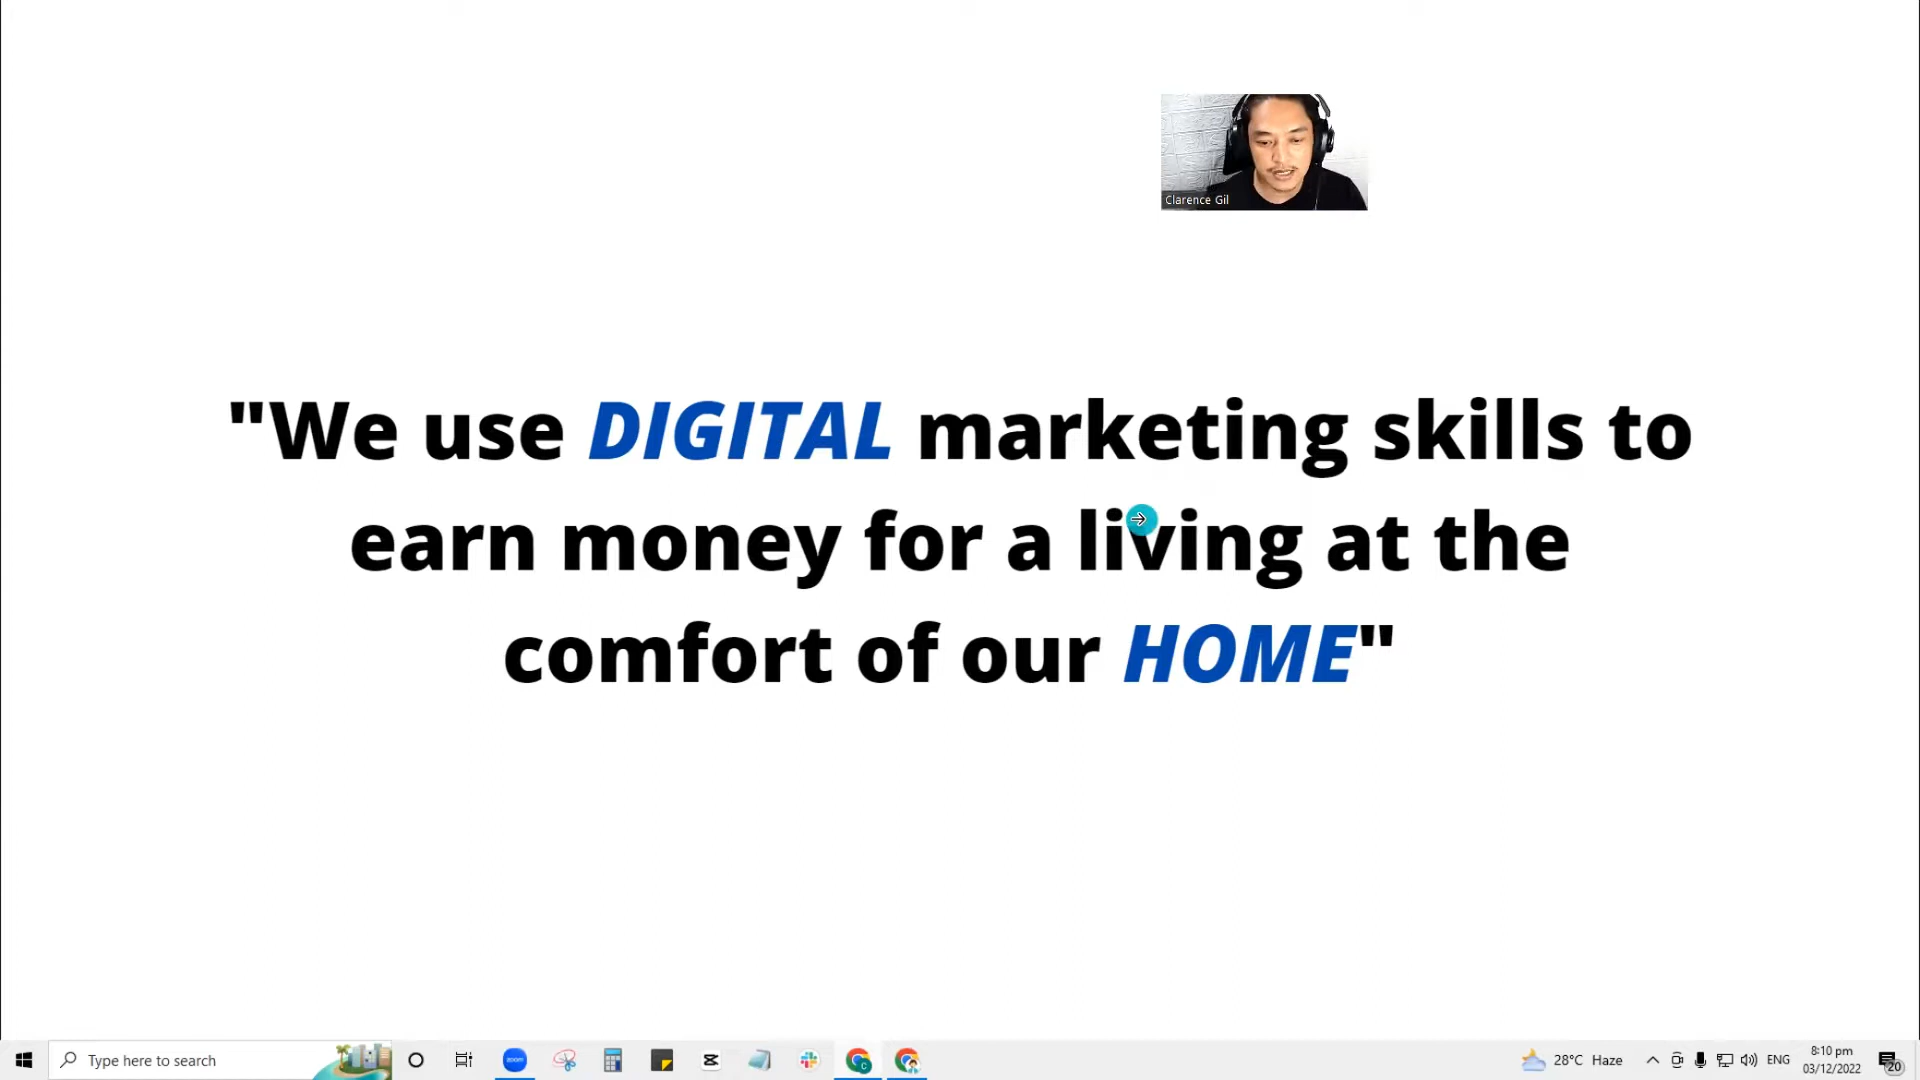 Clarence Gil
"We use DIGITAL marketing skills to
earn money for a living at the
comfort of our HOME"
Type here to search
zoom
C
28°C Haze
ENG
8:10 pm
03/12/2022
20